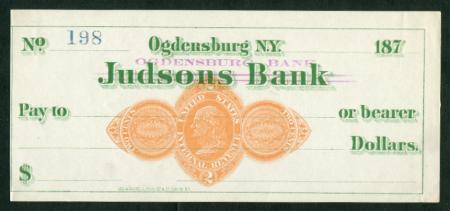 No 198 Ogdensburg N.Y. 187
OGDENSBURG BANK
Judsons Bank
Pay to or bearer
UNITED STATES
INTERNAL REVENUE
2
Dollars.
$